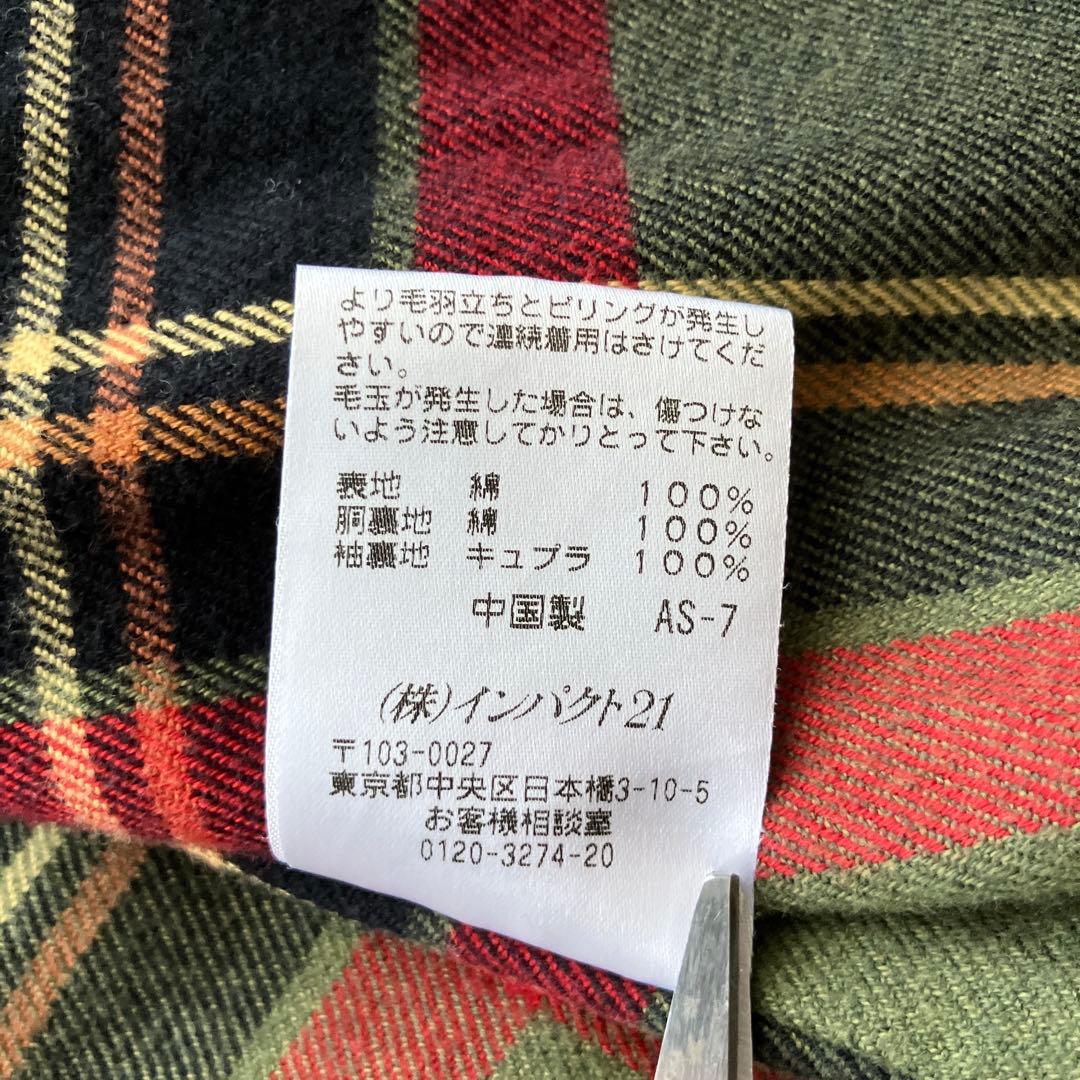 より毛羽立ちとピリングが発生し
やすいので連続着用はさけてくだ
さい。
毛玉が発生した場合は、傷つけな
いよう注意してかりとって下さい。
表地 綿 100%
胴裏地 綿 100%
袖裏地 キュプラ 100%
中国製 AS-7
(株)インパクト21
〒103-0027
東京都中央区日本橋3-10-5
お客様相談室
0120-3274-20